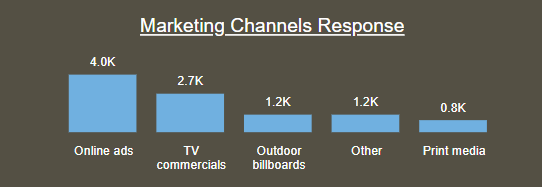 Marketing Channels Response
4.0K
2.7K
1.2K
1.2K
0.8K
Online ads
TV
commercials
Outdoor
billboards
Other
Print media